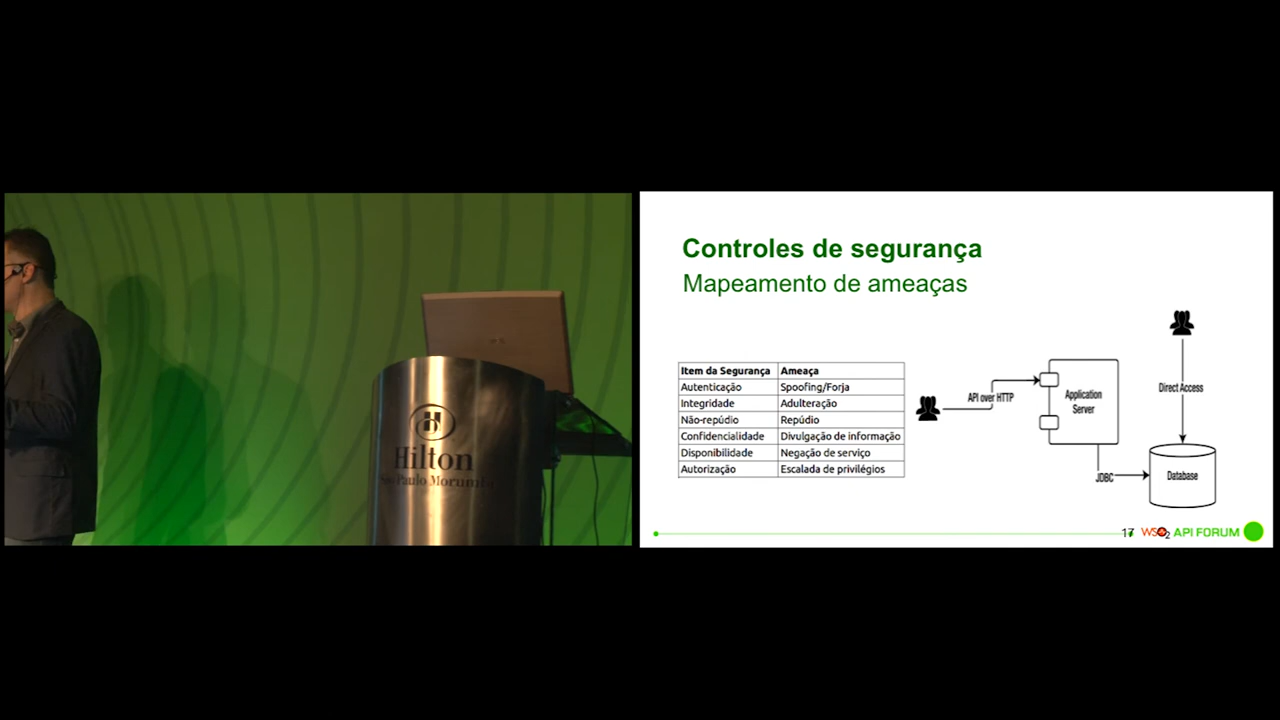 Hilton
São Paulo Morumbi
Controles de segurança
Mapeamento de ameaças
Item da Segurança Ameaça
Autenticação Spoofing/Forja
Integridade Adulteração
Não-repúdio Repúdio
Confidencialidade Divulgação de informação
Disponibilidade Negação de serviço
Autorização Escalada de privilégios
API over HTTP
Application
Server
Direct Access
JDBC
Database
17 WSO2 API FORUM